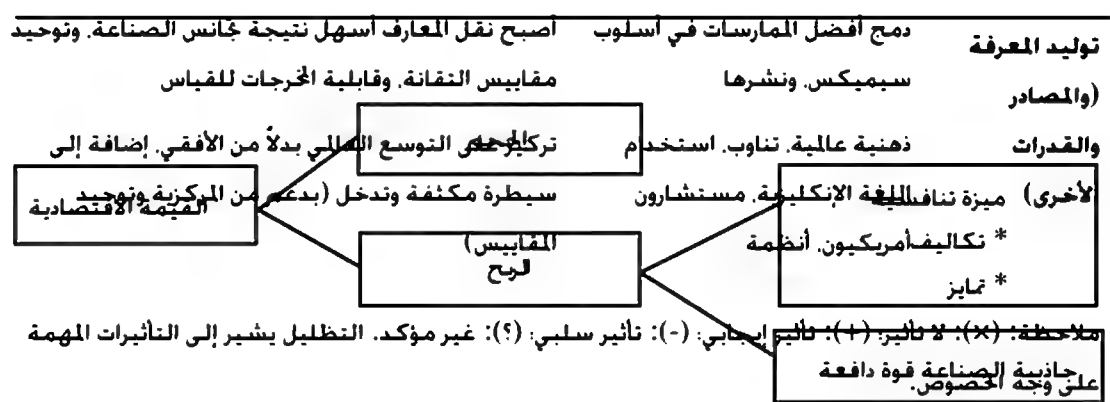 توليد المعرفة
(والمصادر
والقدرات
الأخرى)
دمج أفضل الممارسات في أسلوب
سيميكس، ونشرها
ذهنية عالمية، تناوب، استخدام
اللغة الإنكليزية، مستشارون
أمريكيون، أنظمة
أصبح نقل المعارف أسهل نتيجة تجانس الصناعة، وتوحيد
مقاييس التقانة، وقابلية المخرجات للقياس
تركيز على التوسع العالمي بدلاً من الأفقي، إضافة إلى
سيطرة مكثفة وتدخل (بدعم من المركزية وتوحيد
المقاييس)
الحجم
القيمة الاقتصادية
الربح
ميزة تنافسية
* تكاليف
* تمايز
ملاحظة: (×): لا تأثير: (+): تأثير إيجابي: (-): تأثير سلبي: (؟): غير مؤكد. التظليل يشير إلى التأثيرات المهمة
على وجه الخصوص.
جاذبية الصناعة قوة دافعة